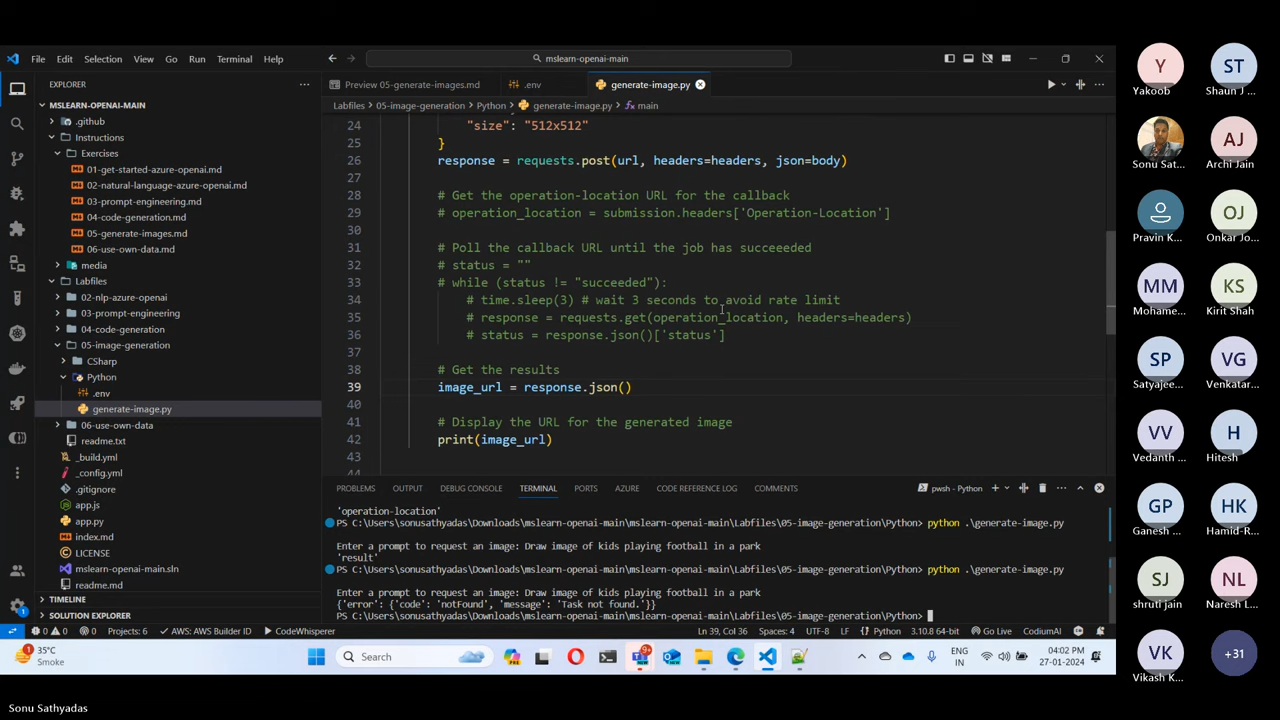 File Edit Selection View Go Run Terminal Help
mslearn-openai-main
EXPLORER
MSLEARN-OPENAI-MAIN
.github
Instructions
Exercises
01-get-started-azure-openai.md
02-natural-language-azure-openai.md
03-prompt-engineering.md
04-code-generation.md
05-generate-images.md
06-use-own-data.md
media
Labfiles
02-nlp-azure-openai
03-prompt-engineering
04-code-generation
05-image-generation
CSharp
Python
.env
generate-image.py
06-use-own-data
readme.txt
_build.yml
_config.yml
.gitignore
app.js
app.py
index.md
LICENSE
mslearn-openai-main.sln
readme.md
TIMELINE
SOLUTION EXPLORER
Preview 05-generate-images.md
.env
generate-image.py
Labfiles > 05-image-generation > Python > generate-image.py > main
24 "size": "512x512"
25 }
26 response = requests.post(url, headers=headers, json=body)
27
28 # Get the operation-location URL for the callback
29 # operation_location = submission.headers['Operation-Location']
30
31 # Poll the callback URL until the job has succeeeded
32 # status = ""
33 # while (status != "succeeded"):
34 # time.sleep(3) # wait 3 seconds to avoid rate limit
35 # response = requests.get(operation_location, headers=headers)
36 # status = response.json()['status']
37
38 # Get the results
39 image_url = response.json()
40
41 # Display the URL for the generated image
42 print(image_url)
43
44
PROBLEMS OUTPUT DEBUG CONSOLE TERMINAL PORTS AZURE CODE REFERENCE LOG COMMENTS
pwsh - Python
'operation-location'
PS C:\Users\sonusathyadas\Downloads\mslearn-openai-main\mslearn-openai-main\Labfiles\05-image-generation\Python> python .\generate-image.py
Enter a prompt to request an image: Draw image of kids playing football in a park
'result'
PS C:\Users\sonusathyadas\Downloads\mslearn-openai-main\mslearn-openai-main\Labfiles\05-image-generation\Python> python .\generate-image.py
Enter a prompt to request an image: Draw image of kids playing football in a park
{'error': {'code': 'notFound', 'message': 'Task not found.'}}
PS C:\Users\sonusathyadas\Downloads\mslearn-openai-main\mslearn-openai-main\Labfiles\05-image-generation\Python>
0 0 0 Projects: 6 AWS: AWS Builder ID CodeWhisperer
Ln 39, Col 36 Spaces: 4 UTF-8 LF Python 3.10.8 64-bit Go Live CodiumAI
35°C
Smoke
Search
9+
ENG
IN
04:02 PM
27-01-2024
Y
Yakoob
ST
Shaun J ...
Sonu Sat...
AJ
Archi Jain
Pravin K...
OJ
Onkar Jo...
MM
Mohame...
KS
Kirit Shah
SP
Satyajee...
VG
Venkatar...
VV
Vedanth ...
H
Hitesh
GP
Ganesh ...
HK
Hamid-R...
SJ
shruti jain
NL
Naresh L...
VK
Vikash K...
+31
Sonu Sathyadas